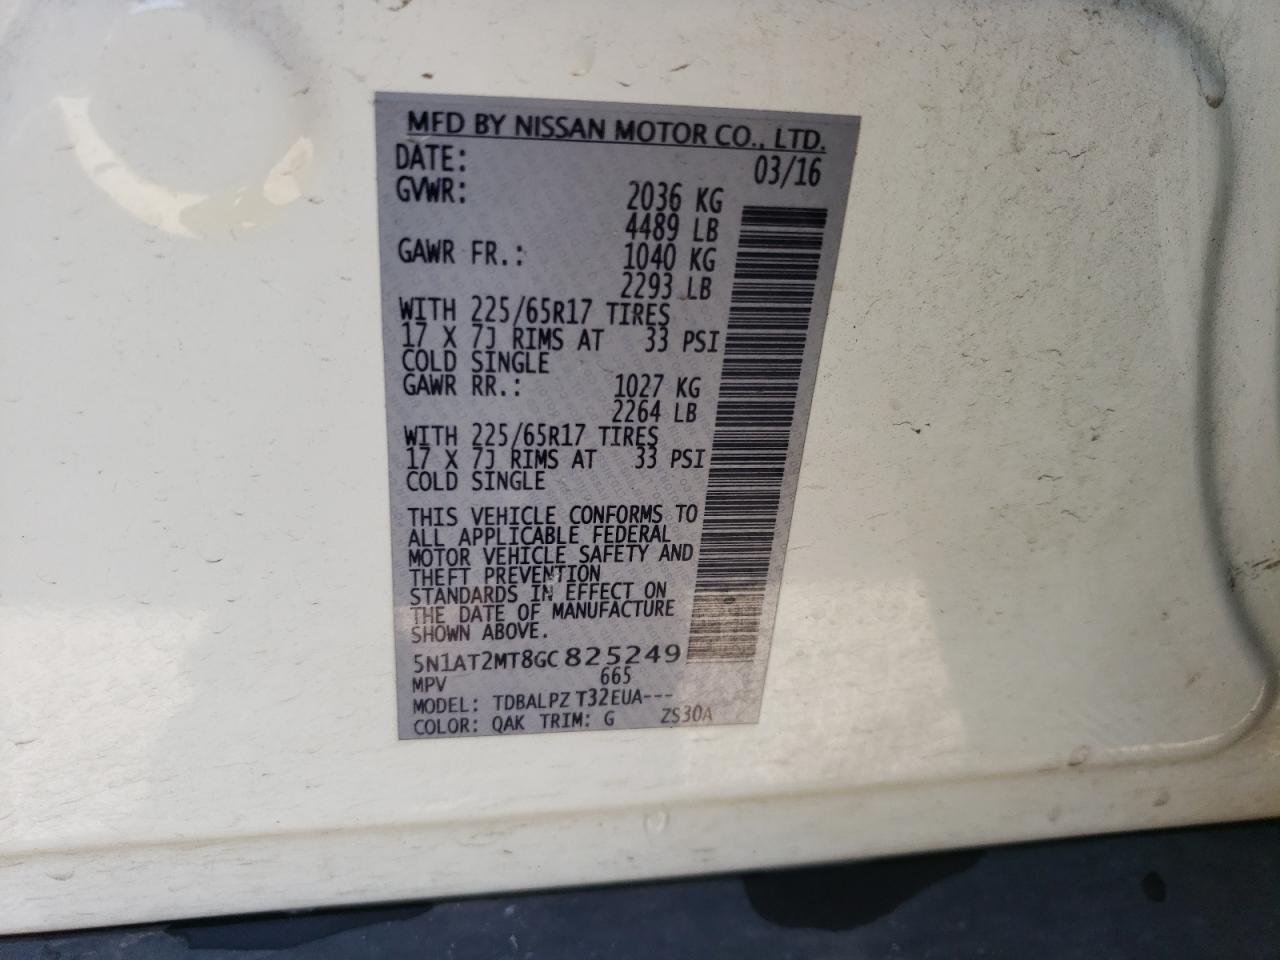 MFD BY NISSAN MOTOR CO., LTD.
DATE: 03/16
GVWR: 2036 KG
4489 LB
GAWR FR.: 1040 KG
2293 LB
WITH 225/65R17 TIRES
17 X 7J RIMS AT 33 PSI
COLD SINGLE
GAWR RR.: 1027 KG
2264 LB
WITH 225/65R17 TIRES
17 X 7J RIMS AT 33 PSI
COLD SINGLE
THIS VEHICLE CONFORMS TO
ALL APPLICABLE FEDERAL
MOTOR VEHICLE SAFETY AND
THEFT PREVENTION
STANDARDS IN EFFECT ON
THE DATE OF MANUFACTURE
SHOWN ABOVE.
5N1AT2MT8GC825249
MPV 665
MODEL: TDBALPZ T32EUA---
COLOR: QAK TRIM: G ZS30A